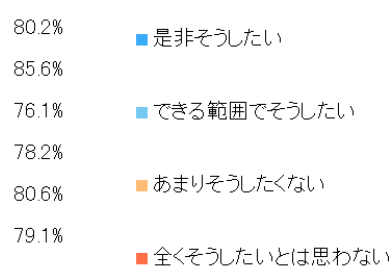 80.2%
85.6%
76.1%
78.2%
80.6%
79.1%
是非そうしたい
できる範囲でそうしたい
あまりそうしたくない
全くそうしたいとは思わない